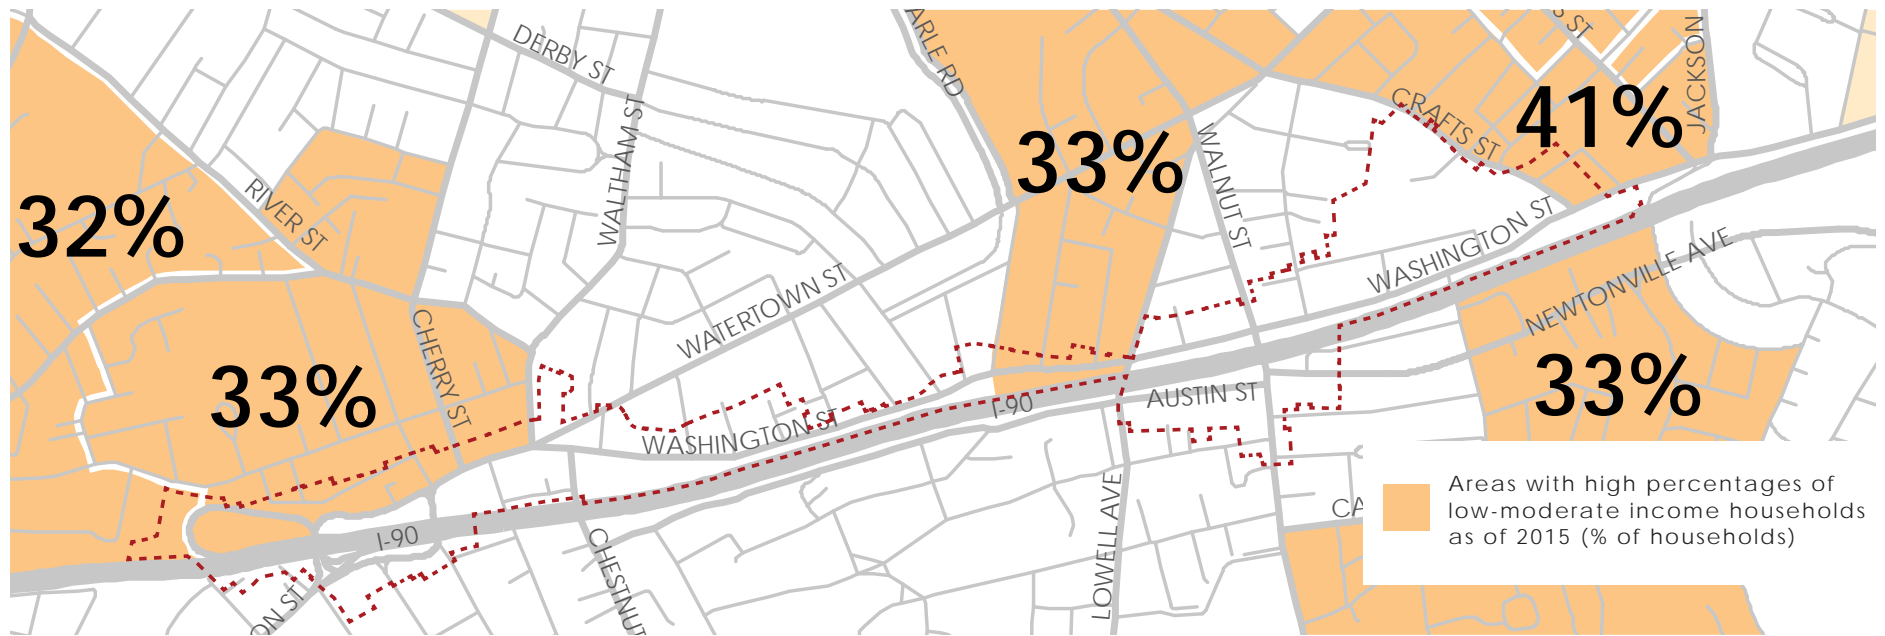 DERBY ST
S ST
JACKSON
CRAFTS ST
41%
WALTHAM ST
33%
WALNUT ST
RIVER ST
32%
WASHINGTON ST
NEWTONVILLE AVE
WATERTOWN ST
CHERRY ST
33%
33%
AUSTIN ST
I-90
WASHINGTON ST
LOWELL AVE
Areas with high percentages of
low-moderate income households
as of 2015 (% of households)
CA
I-90
CHESTNUT
ON ST
ARLE RD